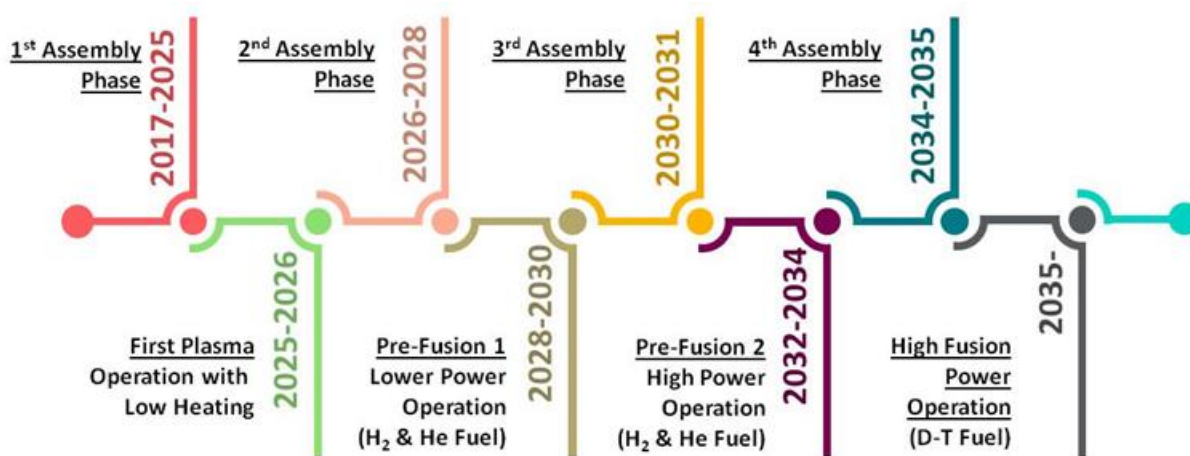 1st Assembly
Phase
2017-2025
2nd Assembly
Phase
2026-2028
3rd Assembly
Phase
2030-2031
4th Assembly
Phase
2034-2035
First Plasma
Operation with
Low Heating
2025-2026
Pre-Fusion 1
Lower Power
Operation
(H₂ & He Fuel)
2028-2030
Pre-Fusion 2
High Power
Operation
(H₂ & He Fuel)
2032-2034
High Fusion
Power
Operation
(D-T Fuel)
2035-